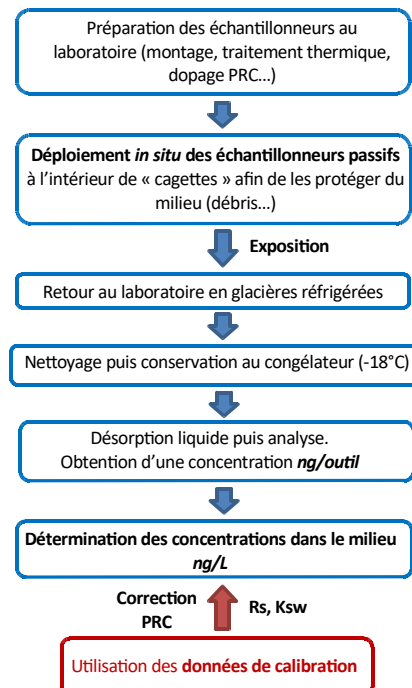 Préparation des échantillonneurs au
laboratoire (montage, traitement thermique,
dopage PRC...)
Déploiement in situ des échantillonneurs passifs
à l'intérieur de « cagettes » afin de les protéger du
milieu (débris...)
Exposition
Retour au laboratoire en glacières réfrigérées
Nettoyage puis conservation au congélateur (-18°C)
Désorption liquide puis analyse.
Obtention d'une concentration ng/outil
Détermination des concentrations dans le milieu
ng/L
Correction
PRC
Rs, Ksw
Utilisation des données de calibration